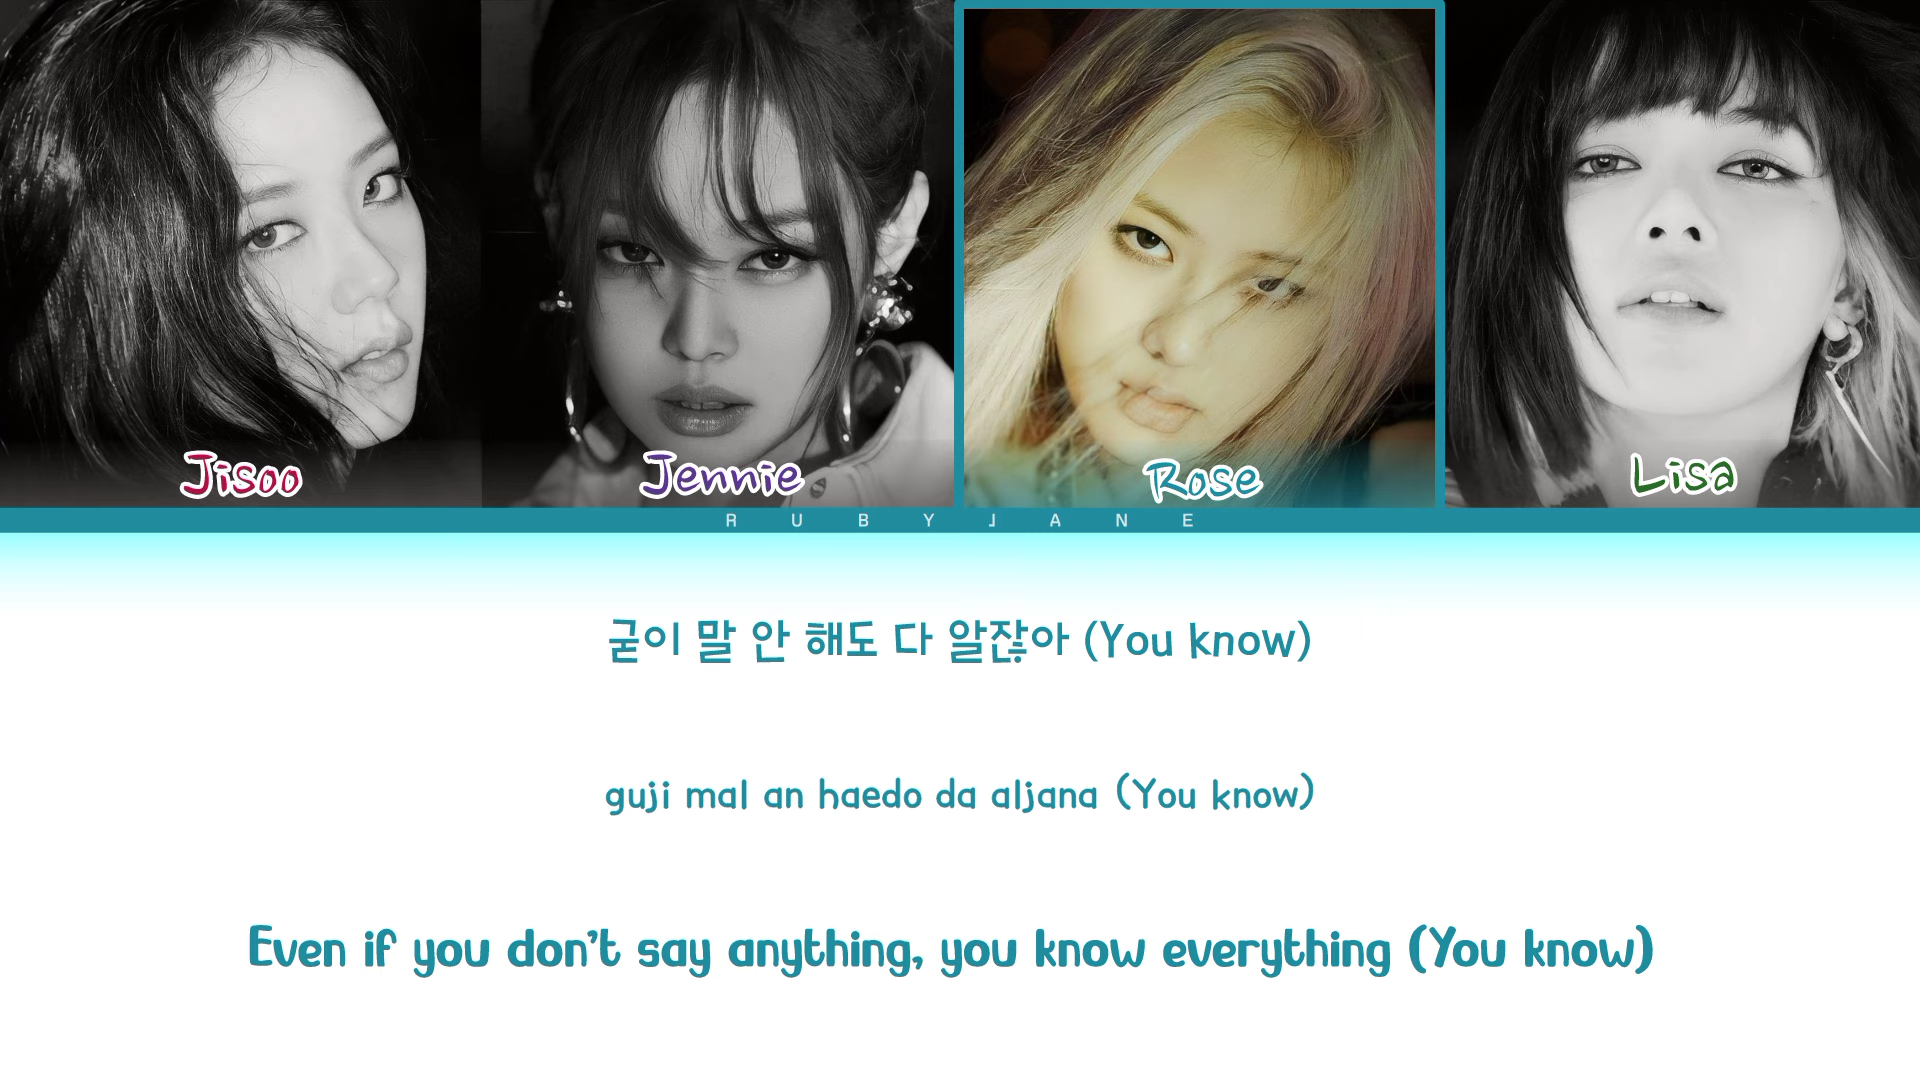 Jisoo
Jennie
Rose
Lisa
RUBYJANE
굳이 말 안 해도 다 알잖아 (You know)
guji mal an haedo da aljana (You know)
Even if you don't say anything, you know everything (You know)